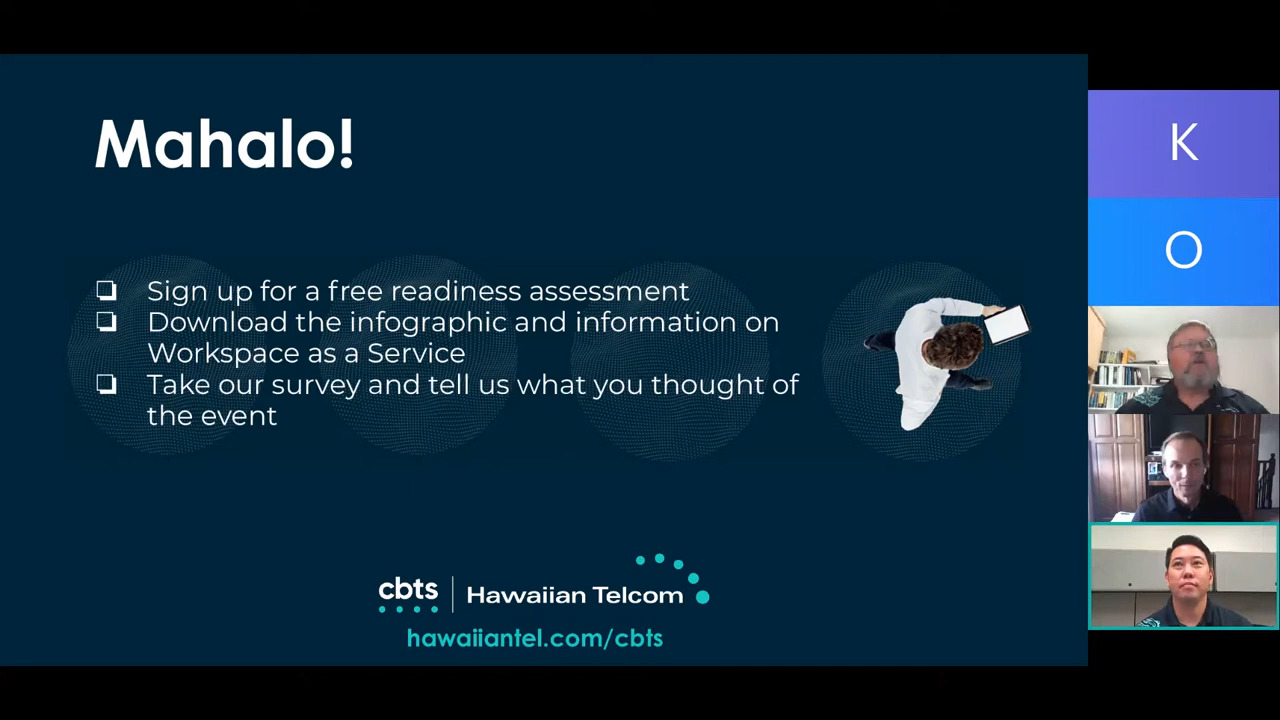 Mahalo!
❏ Sign up for a free readiness assessment
❏ Download the infographic and information on
Workspace as a Service
❏ Take our survey and tell us what you thought of
the event
cbts | Hawaiian Telcom
hawaiiantel.com/cbts
K
O